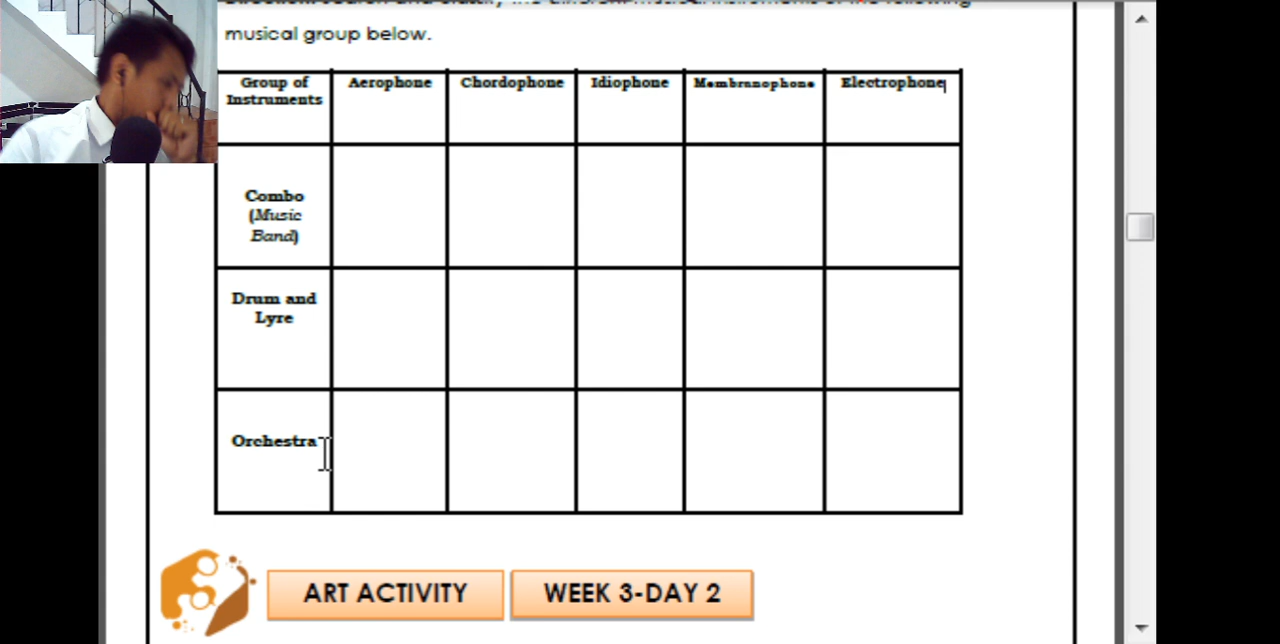 musical group below.
Group of Instruments
Aerophone
Chordophone
Idiophone
Membranophone
Electrophone
Combo
(Music
Band)
Drum and
Lyre
Orchestra
ART ACTIVITY
WEEK 3-DAY 2